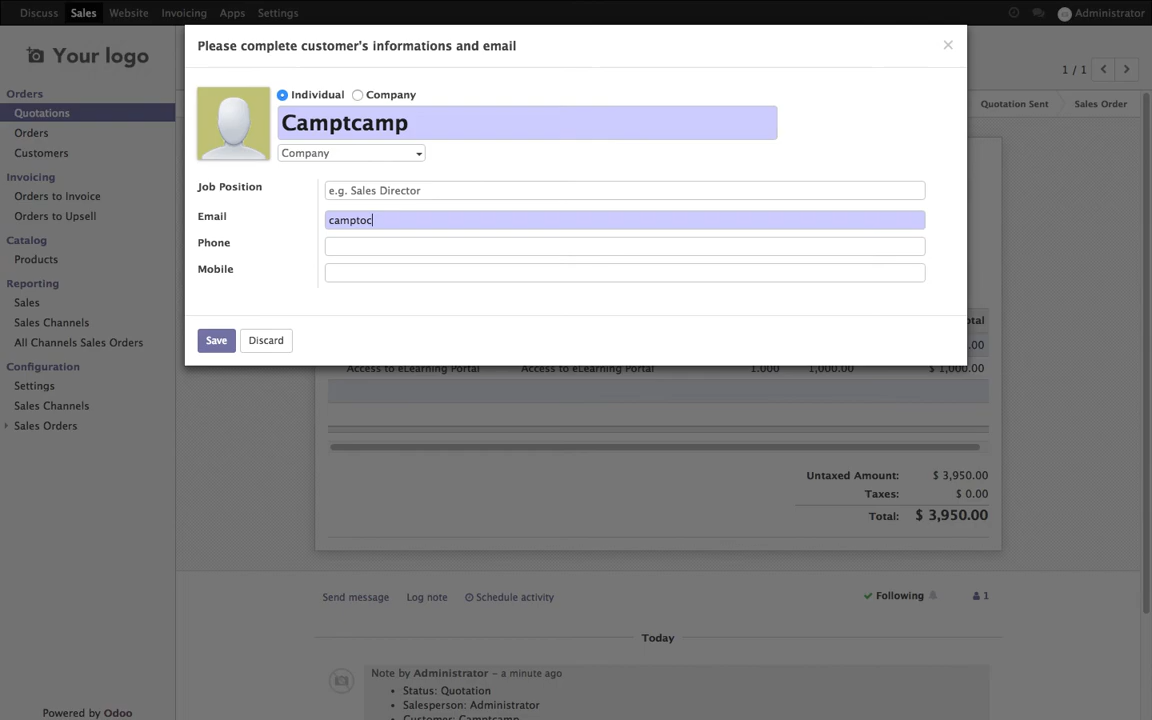 Discuss Sales Website Invoicing Apps Settings Administrator
Please complete customer's informations and email ×
Your logo
1 / 1
Orders
Individual Company
Quotations
Camptcamp
Quotation Sent Sales Order
Orders
Customers
Company
Invoicing
Job Position
e.g. Sales Director
Orders to Invoice
Orders to Upsell
Email
camptoc
Catalog
Phone
Products
Mobile
Reporting
Sales
Sales Channels
otal
All Channels Sales Orders
Save Discard
.00
Configuration
Access to eLearning Portal Access to eLearning Portal 1.000 1,000.00 $ 1,000.00
Settings
Sales Channels
Sales Orders
Untaxed Amount: $ 3,950.00
Taxes: $ 0.00
Total: $ 3,950.00
Send message Log note Schedule activity Following 1
Today
Note by Administrator – a minute ago
• Status: Quotation
• Salesperson: Administrator
• Customer: Camptcamp
Powered by Odoo